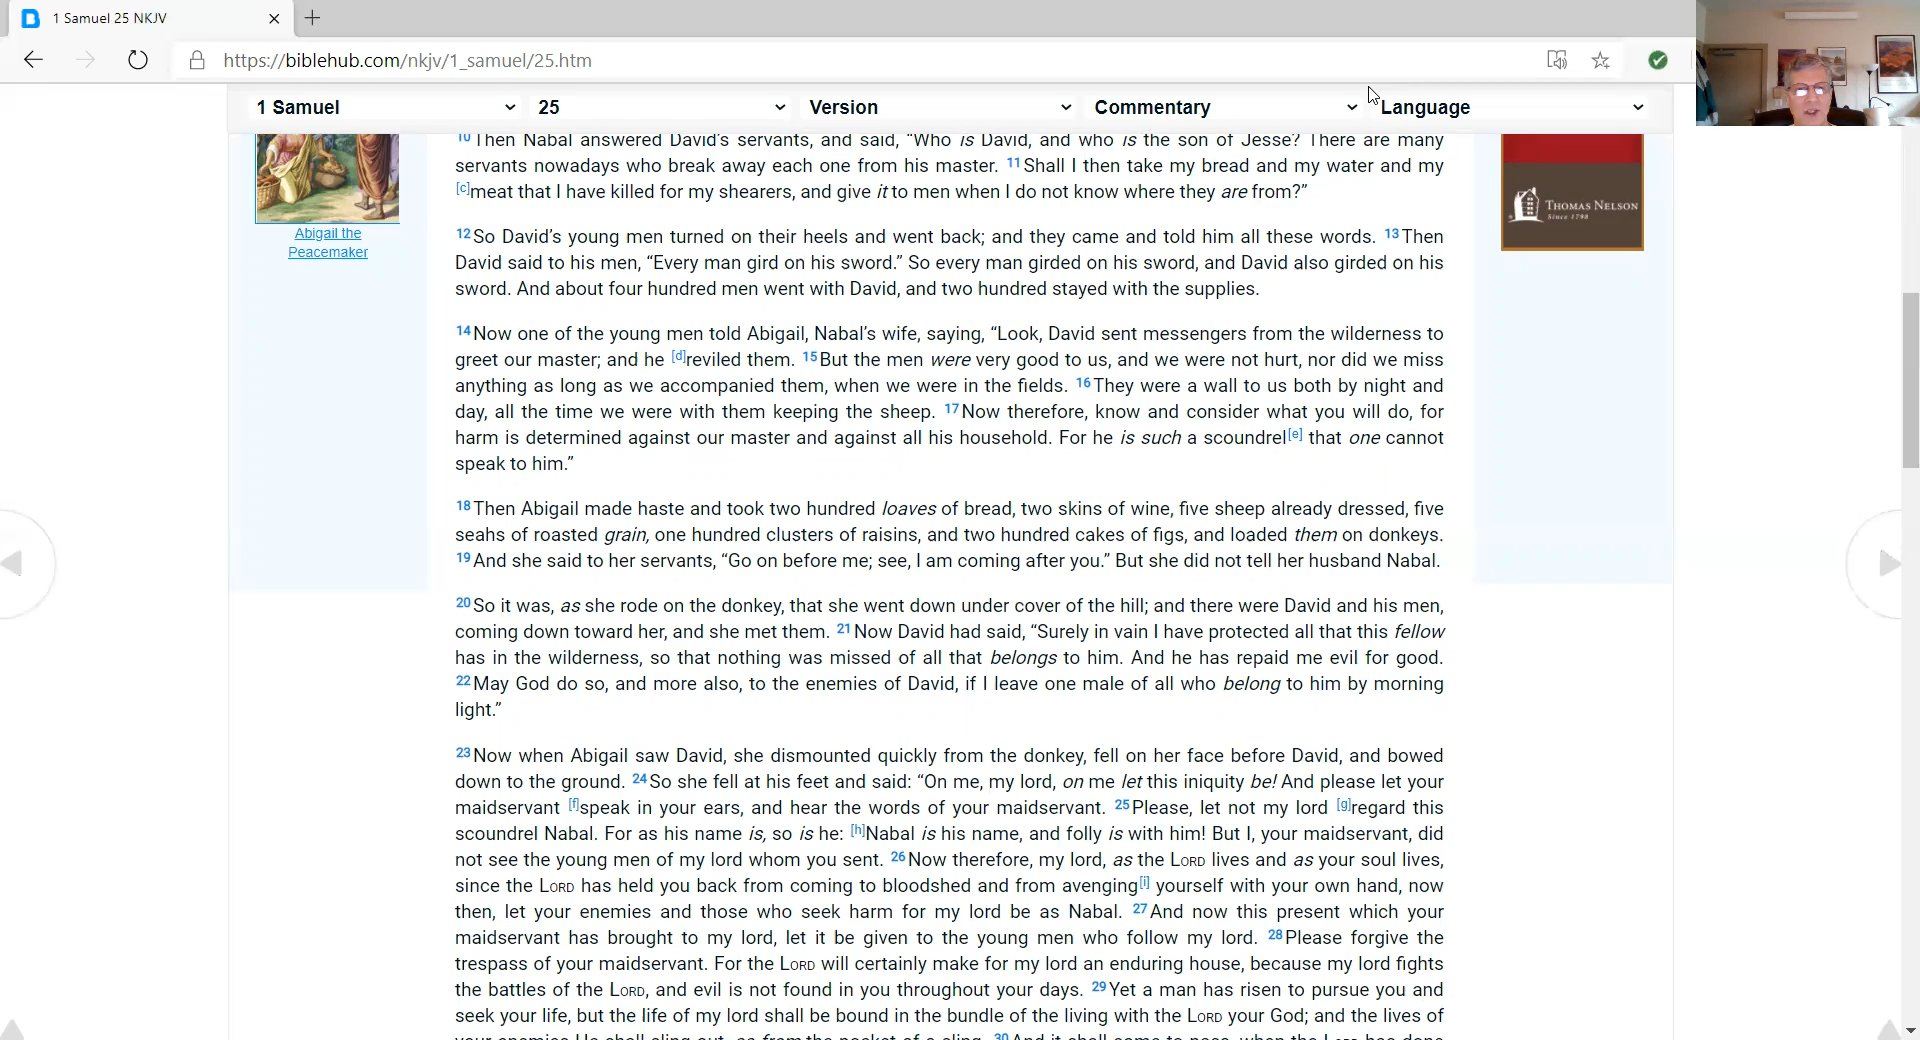 1 Samuel 25 NKJV
https://biblehub.com/nkjv/1_samuel/25.htm
1 Samuel
25
Version
Commentary
Language
Abigail the
Peacemaker
THOMAS NELSON
Since 1798
10 Then Nabal answered David’s servants, and said, “Who is David, and who is the son of Jesse? There are many
servants nowadays who break away each one from his master. 11 Shall I then take my bread and my water and my
[c]meat that I have killed for my shearers, and give it to men when I do not know where they are from?”
12 So David’s young men turned on their heels and went back; and they came and told him all these words. 13 Then
David said to his men, “Every man gird on his sword.” So every man girded on his sword, and David also girded on his
sword. And about four hundred men went with David, and two hundred stayed with the supplies.
14 Now one of the young men told Abigail, Nabal’s wife, saying, “Look, David sent messengers from the wilderness to
greet our master; and he [d]reviled them. 15 But the men were very good to us, and we were not hurt, nor did we miss
anything as long as we accompanied them, when we were in the fields. 16 They were a wall to us both by night and
day, all the time we were with them keeping the sheep. 17 Now therefore, know and consider what you will do, for
harm is determined against our master and against all his household. For he is such a scoundrel[e] that one cannot
speak to him.”
18 Then Abigail made haste and took two hundred loaves of bread, two skins of wine, five sheep already dressed, five
seahs of roasted grain, one hundred clusters of raisins, and two hundred cakes of figs, and loaded them on donkeys.
19 And she said to her servants, “Go on before me; see, I am coming after you.” But she did not tell her husband Nabal.
20 So it was, as she rode on the donkey, that she went down under cover of the hill; and there were David and his men,
coming down toward her, and she met them. 21 Now David had said, “Surely in vain I have protected all that this fellow
has in the wilderness, so that nothing was missed of all that belongs to him. And he has repaid me evil for good.
22 May God do so, and more also, to the enemies of David, if I leave one male of all who belong to him by morning
light.”
23 Now when Abigail saw David, she dismounted quickly from the donkey, fell on her face before David, and bowed
down to the ground. 24 So she fell at his feet and said: “On me, my lord, on me let this iniquity be! And please let your
maidservant [f]speak in your ears, and hear the words of your maidservant. 25 Please, let not my lord [g]regard this
scoundrel Nabal. For as his name is, so is he: [h]Nabal is his name, and folly is with him! But I, your maidservant, did
not see the young men of my lord whom you sent. 26 Now therefore, my lord, as the LORD lives and as your soul lives,
since the LORD has held you back from coming to bloodshed and from avenging[i] yourself with your own hand, now
then, let your enemies and those who seek harm for my lord be as Nabal. 27 And now this present which your
maidservant has brought to my lord, let it be given to the young men who follow my lord. 28 Please forgive the
trespass of your maidservant. For the LORD will certainly make for my lord an enduring house, because my lord fights
the battles of the LORD, and evil is not found in you throughout your days. 29 Yet a man has risen to pursue you and
seek your life, but the life of my lord shall be bound in the bundle of the living with the LORD your God; and the lives of
your enemies He shall sling out, as from the pocket of a sling. 30 And it shall come to pass, when the LORD has done